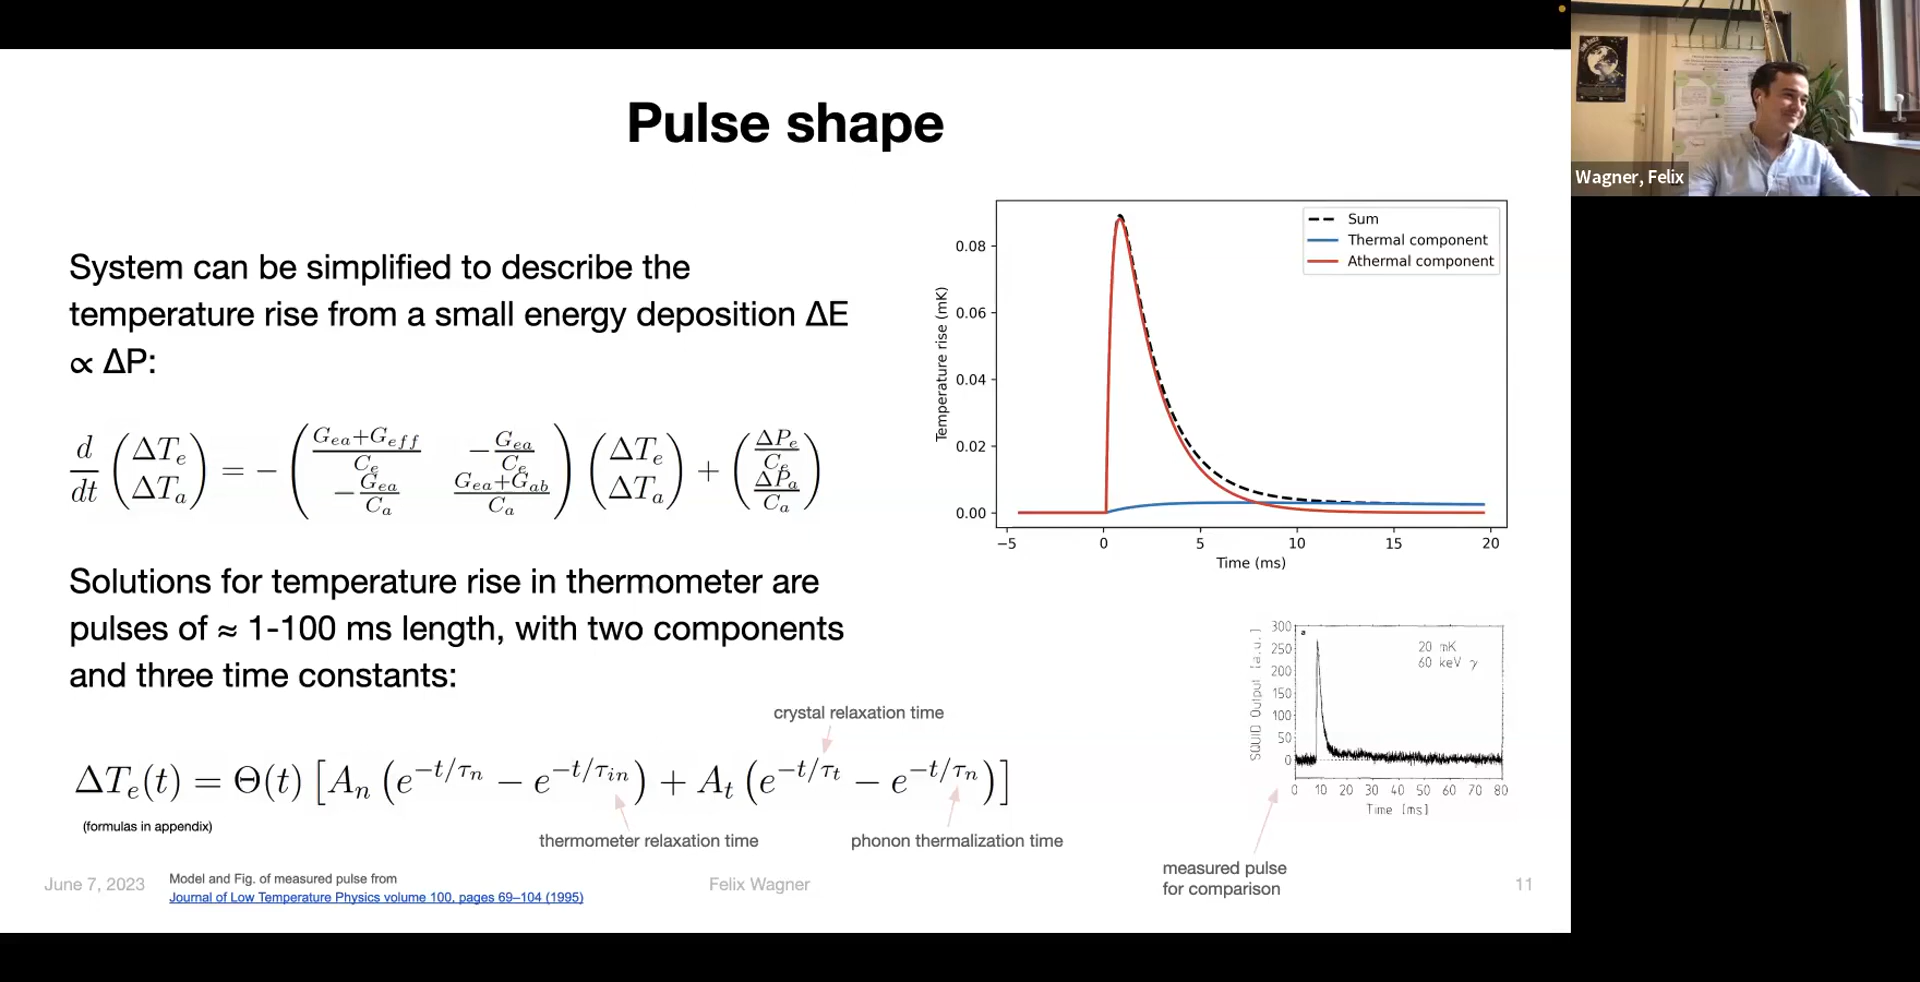 Pulse shape
System can be simplified to describe the
temperature rise from a small energy deposition ΔE
∝ ΔP:
d/dt (ΔT_e ΔT_a) = − ((G_ea+G_eff)/C_e −G_ea/C_e −G_ea/C_a (G_ea+G_ab)/C_a) (ΔT_e ΔT_a) + (ΔP_e/C_e ΔP_a/C_a)
Solutions for temperature rise in thermometer are
pulses of ≈ 1-100 ms length, with two components
and three time constants:
crystal relaxation time
ΔT_e(t) = Θ(t) [A_n (e^{−t/τ_n} − e^{−t/τ_in}) + A_t (e^{−t/τ_t} − e^{−t/τ_n})]
(formulas in appendix)
thermometer relaxation time
phonon thermalization time
Sum
Thermal component
Athermal component
Temperature rise (mK)
0.08
0.06
0.04
0.02
0.00
−5 0 5 10 15 20
Time (ms)
300
250
200
150
100
50
0
a
20 mK
60 keV γ
SQUID Output [a.u.]
0 10 20 30 40 50 60 70 80
Time [ms]
measured pulse
for comparison
June 7, 2023
Model and Fig. of measured pulse from
Journal of Low Temperature Physics volume 100, pages 69–104 (1995)
Felix Wagner
11
Wagner, Felix